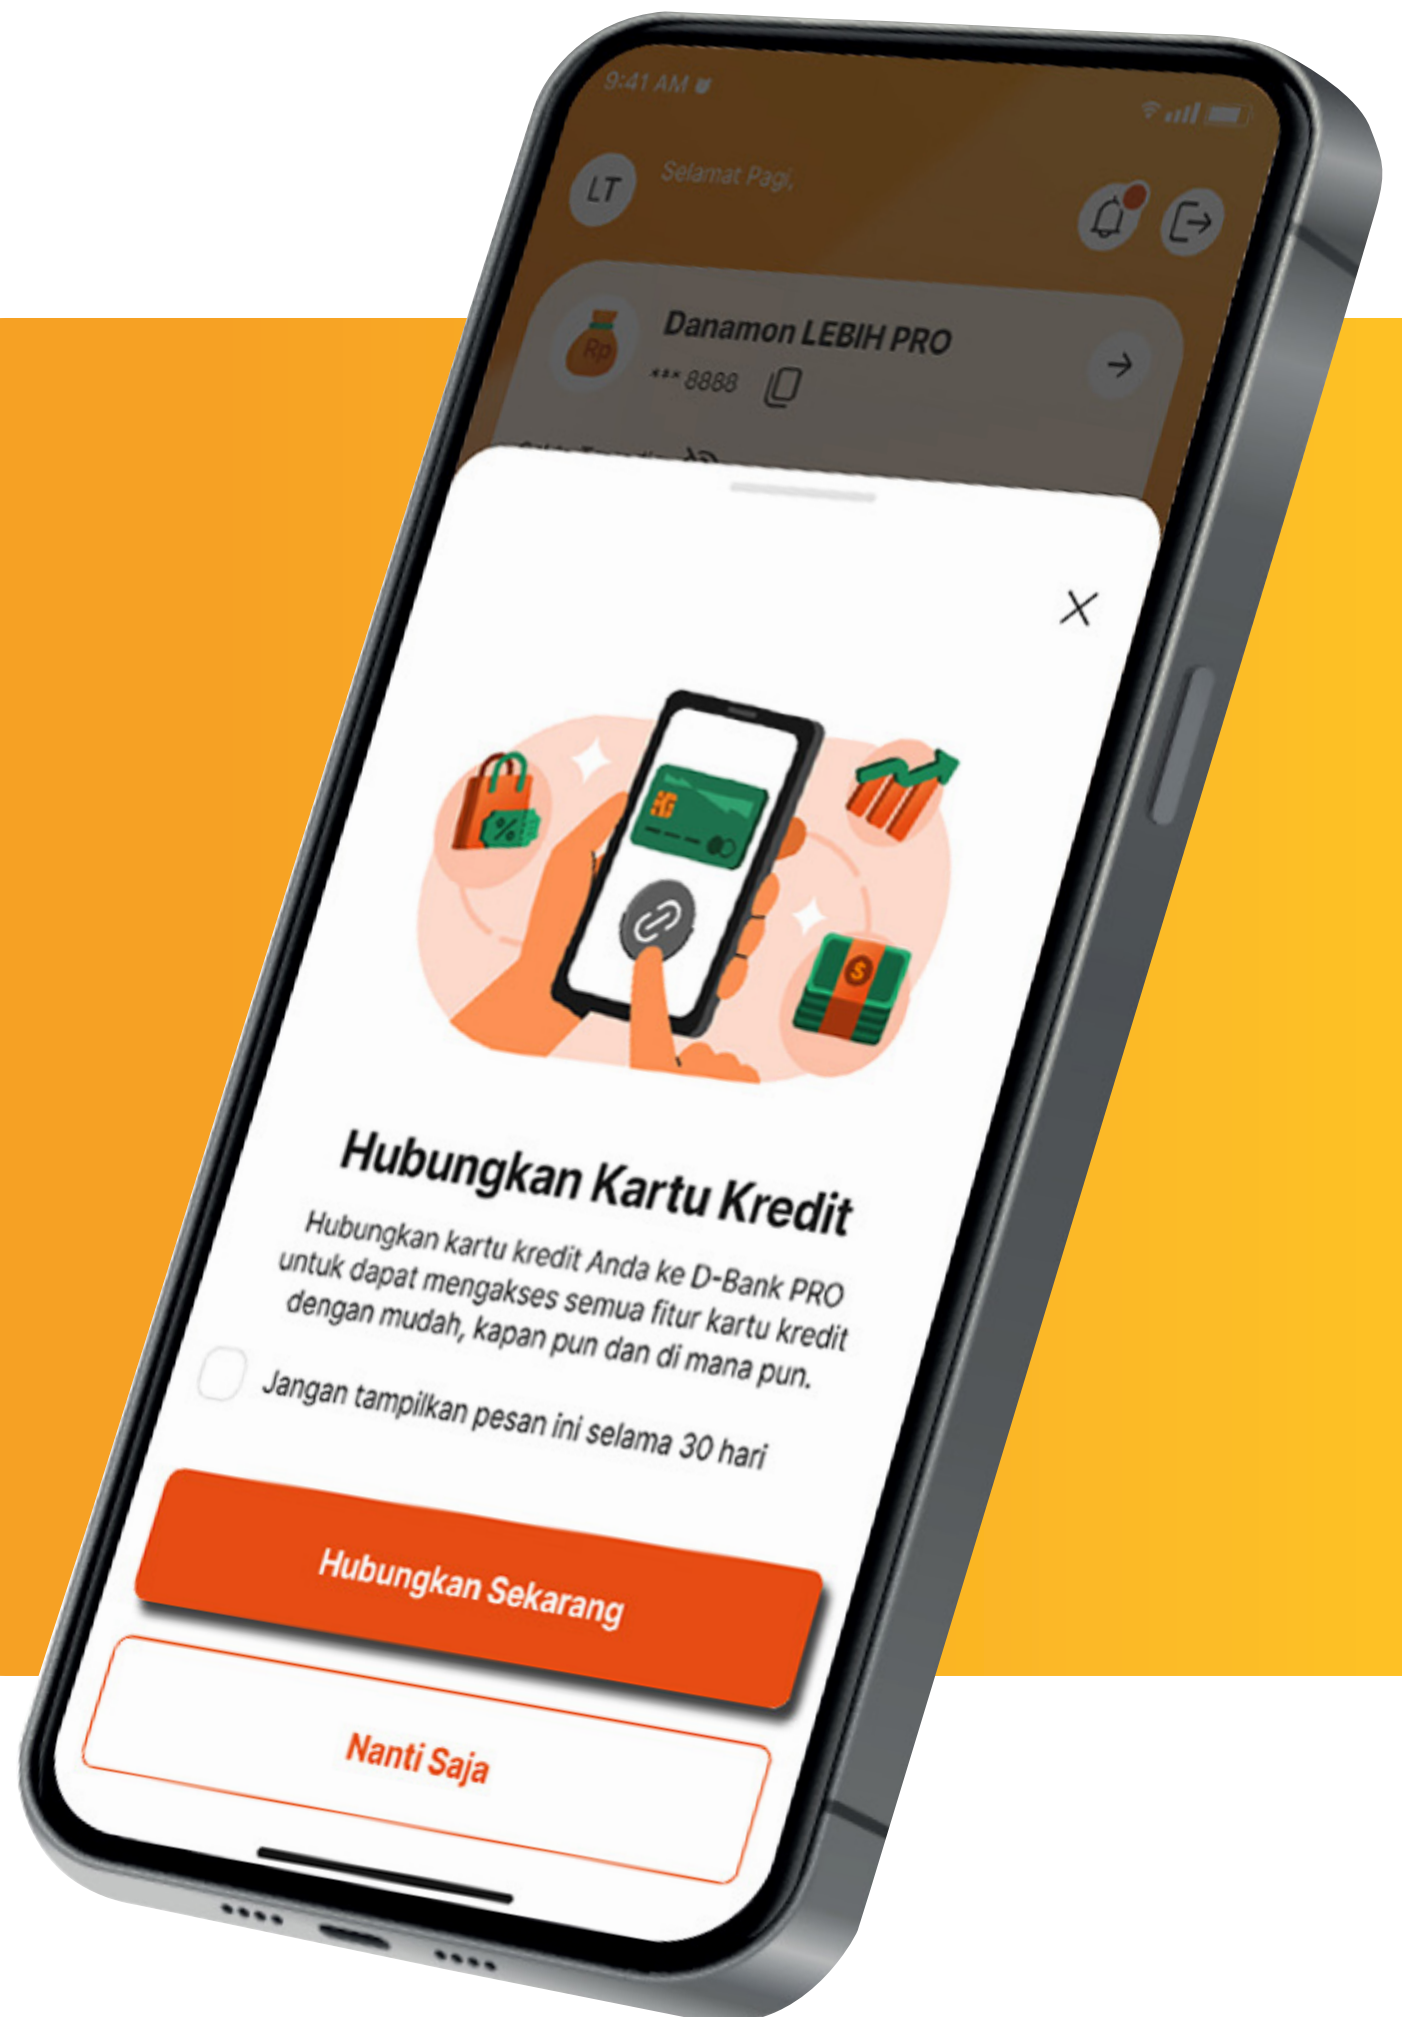 9:41 AM
LT
Selamat Pagi,
Rp
Danamon LEBIH PRO
*** 8888
%
$
Hubungkan Kartu Kredit
Hubungkan kartu kredit Anda ke D-Bank PRO
untuk dapat mengakses semua fitur kartu kredit
dengan mudah, kapan pun dan di mana pun.
Jangan tampilkan pesan ini selama 30 hari
Hubungkan Sekarang
Nanti Saja